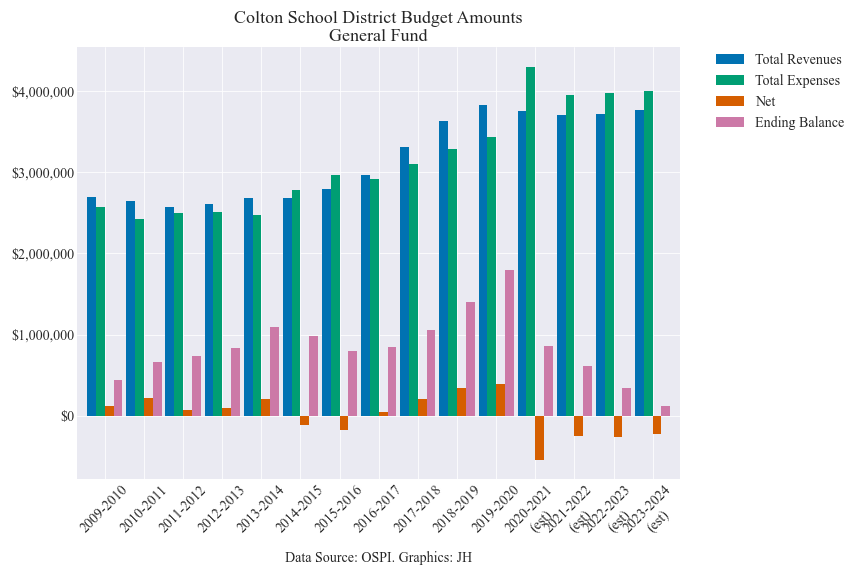 Colton School District Budget Amounts
General Fund
Total Revenues
Total Expenses
Net
Ending Balance
$4,000,000
$3,000,000
$2,000,000
$1,000,000
$0
2009-2010
2010-2011
2011-2012
2012-2013
2013-2014
2014-2015
2015-2016
2016-2017
2017-2018
2018-2019
2019-2020
2020-2021
(est)
2021-2022
(est)
2022-2023
(est)
2023-2024
(est)
Data Source: OSPI. Graphics: JH